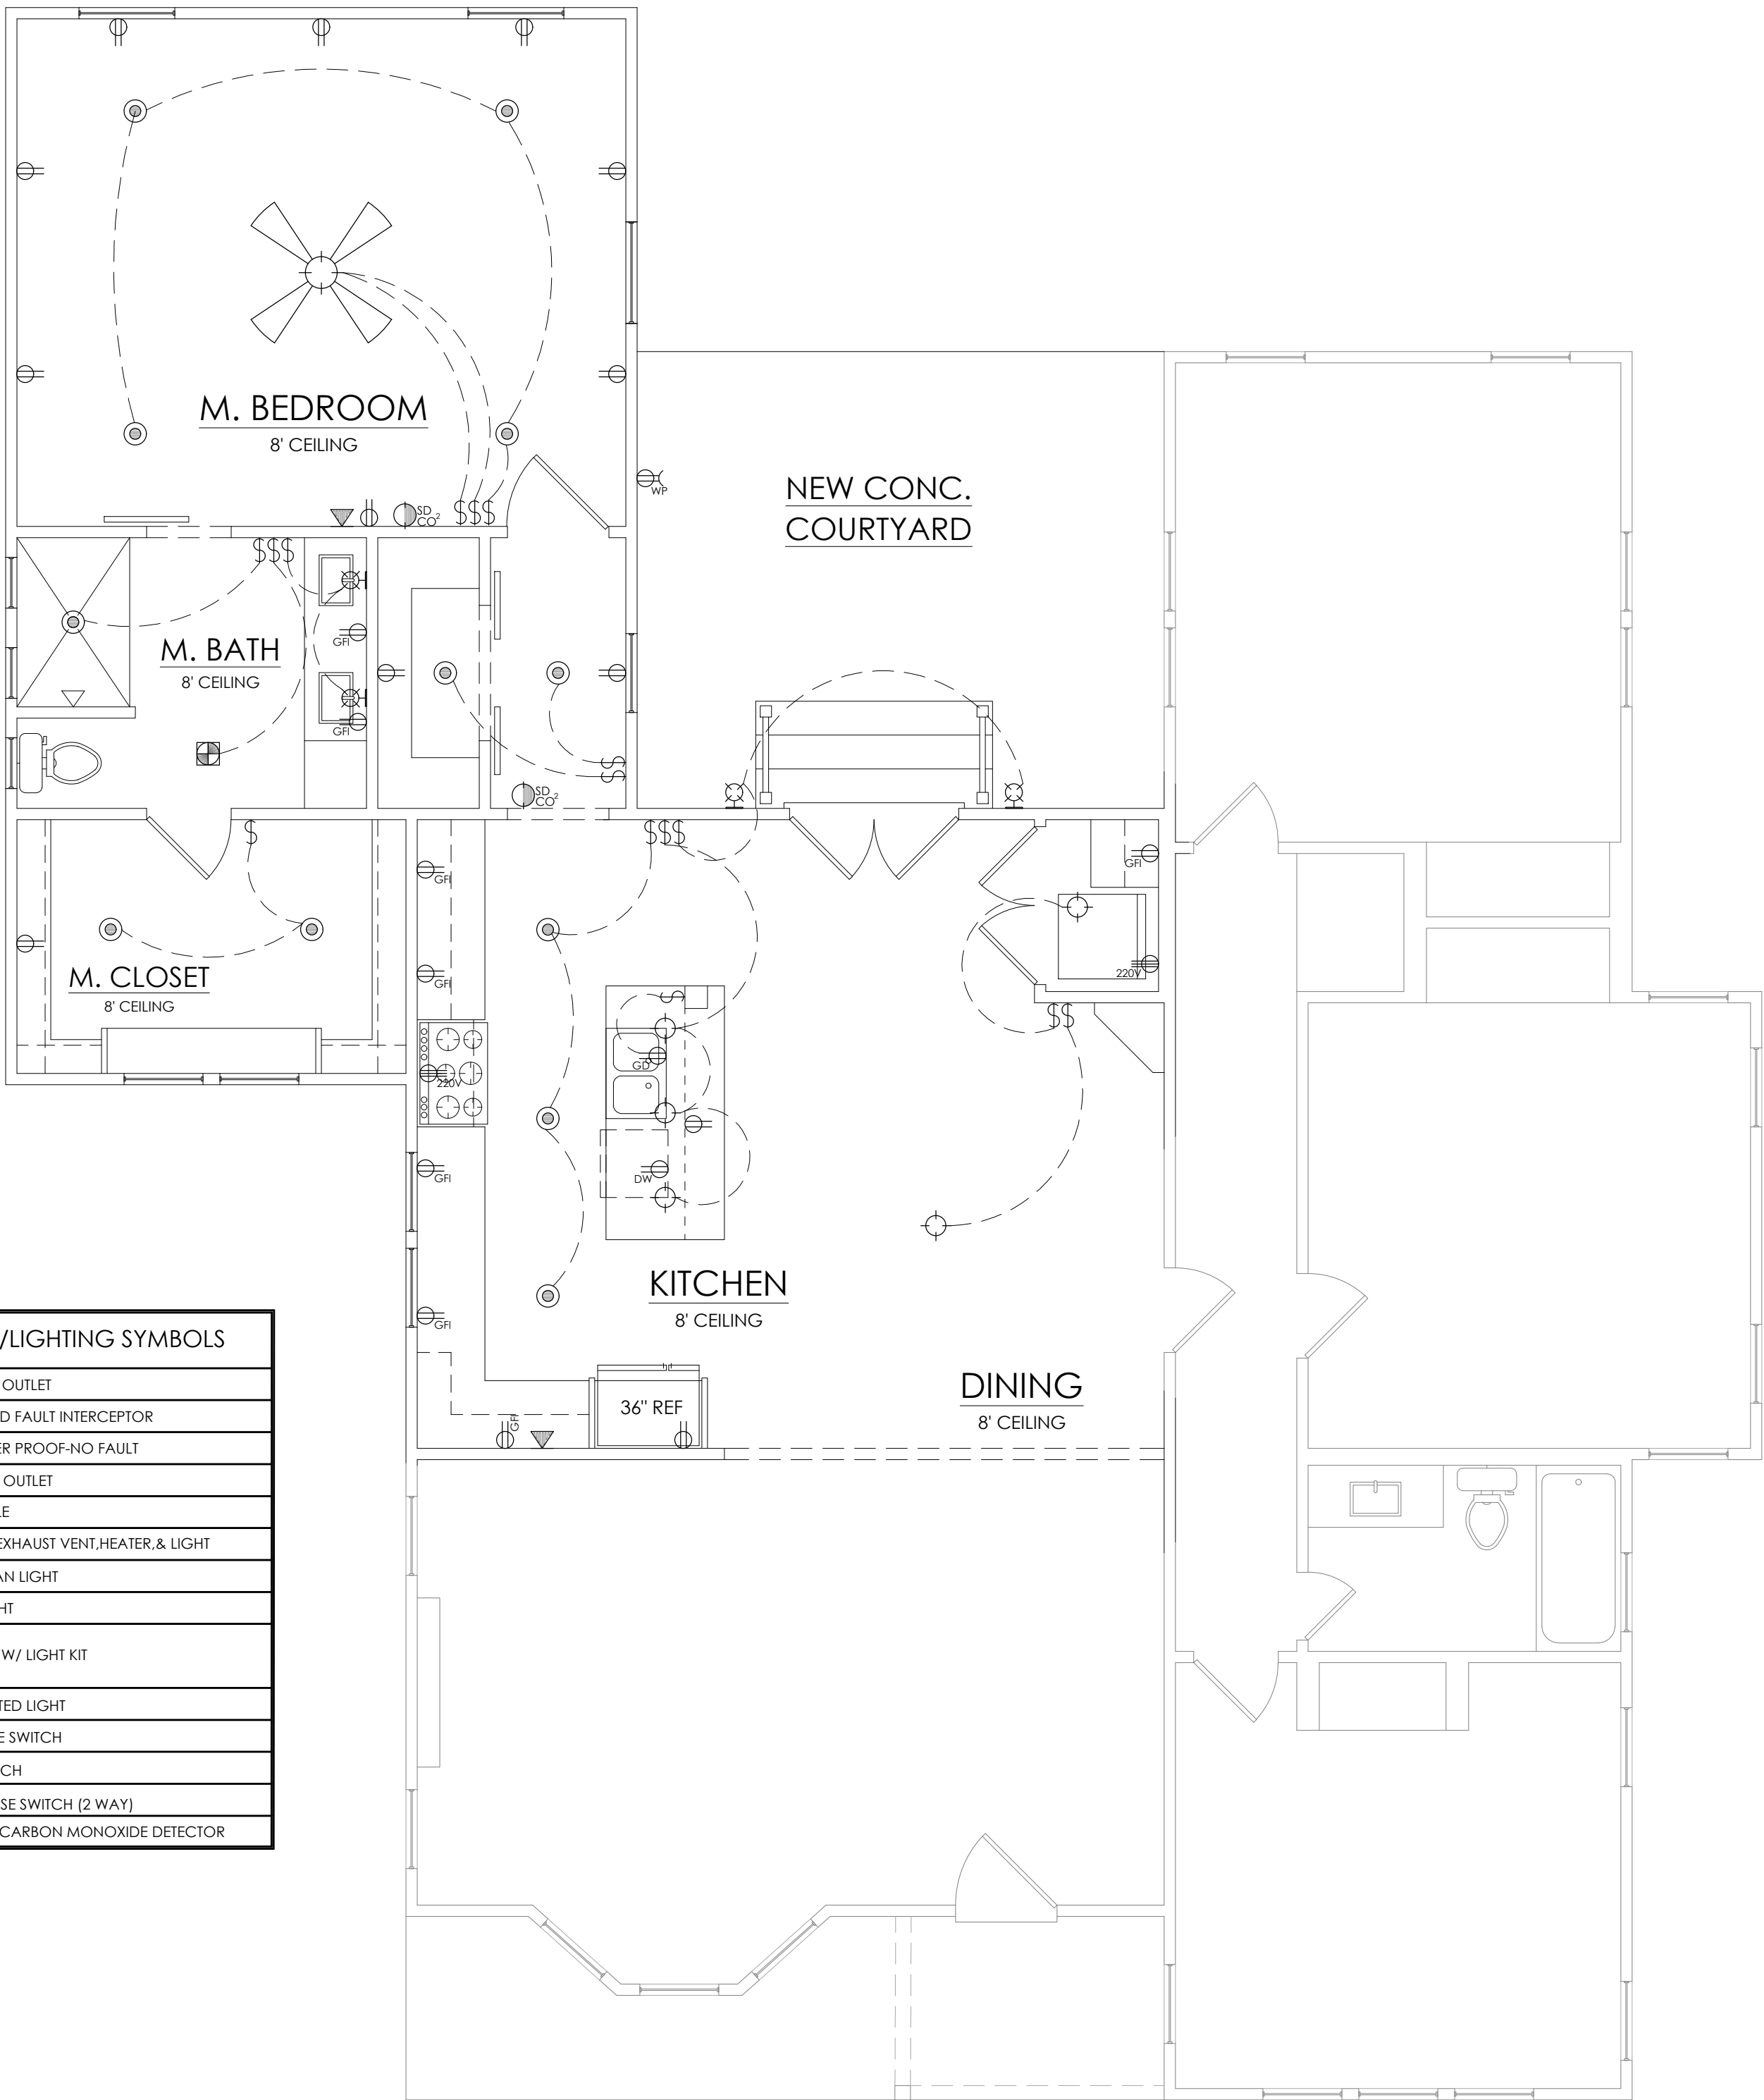 M. BEDROOM
8' CEILING
SD
CO2
$$$
WP
NEW CONC.
COURTYARD
$$$
M. BATH
8' CEILING
GFI
GFI
$$
SD
CO2
$
$$$
GFI
GFI
M. CLOSET
8' CEILING
GFI
220V
$
$$
GD
220V
GFI
DW
KITCHEN
8' CEILING
GFI
/LIGHTING SYMBOLS
OUTLET
D FAULT INTERCEPTOR
ER PROOF-NO FAULT
OUTLET
LE
EXHAUST VENT,HEATER,& LIGHT
AN LIGHT
HT
W/ LIGHT KIT
TED LIGHT
E SWITCH
CH
SE SWITCH (2 WAY)
CARBON MONOXIDE DETECTOR
36" REF
GFI
DINING
8' CEILING